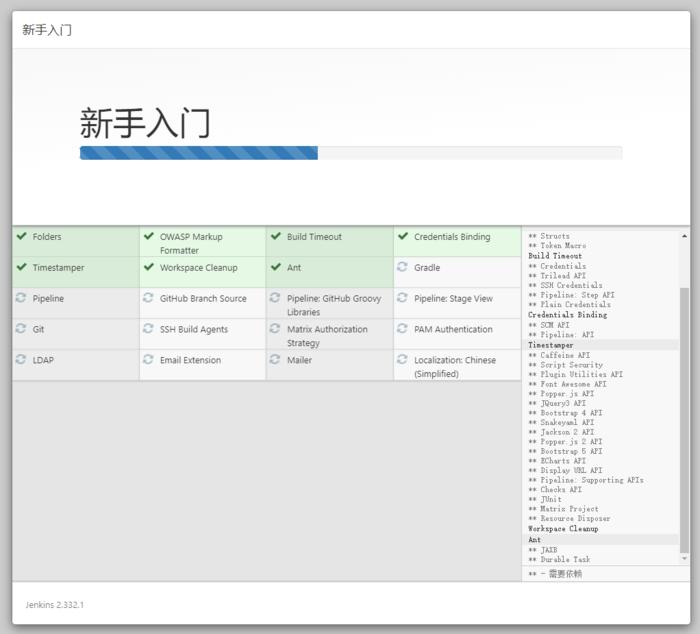 新手入门
新手入门
Folders
OWASP Markup
Formatter
Build Timeout
Credentials Binding
Timestamper
Workspace Cleanup
Ant
Gradle
Pipeline
GitHub Branch Source
Pipeline: GitHub Groovy
Libraries
Pipeline: Stage View
Git
SSH Build Agents
Matrix Authorization
Strategy
PAM Authentication
LDAP
Email Extension
Mailer
Localization: Chinese
(Simplified)
** Structs
** Token Macro
Build Timeout
** Credentials
** Trilead API
** SSH Credentials
** Pipeline: Step API
** Plain Credentials
Credentials Binding
** SCM API
** Pipeline: API
Timestamper
** Caffeine API
** Script Security
** Plugin Utilities API
** Font Awesome API
** Popper.js API
** JQuery3 API
** Bootstrap 4 API
** Snakeyaml API
** Jackson 2 API
** Popper.js 2 API
** Bootstrap 5 API
** ECharts API
** Display URL API
** Pipeline: Supporting APIs
** Checks API
** JUnit
** Matrix Project
** Resource Disposer
Workspace Cleanup
Ant
** JAXB
** Durable Task
** - 需要依赖
Jenkins 2.332.1